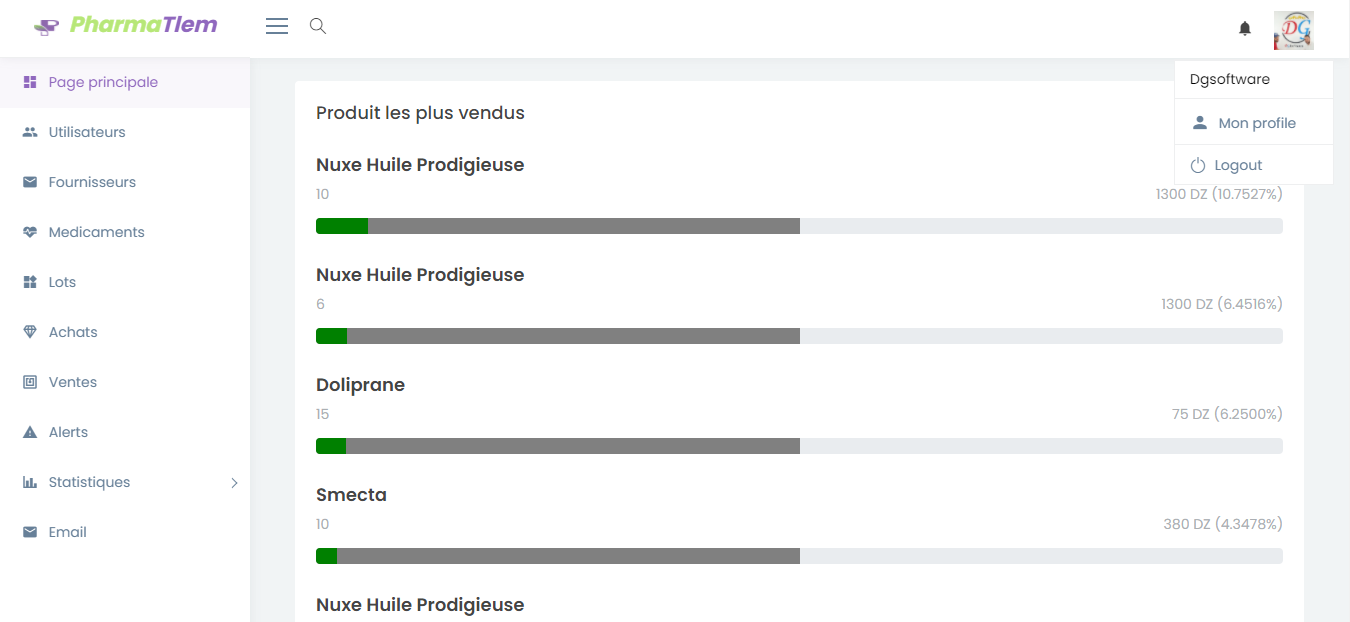 PharmaTlem
Dgsoftware
Mon profile
Logout
Page principale
Utilisateurs
Fournisseurs
Medicaments
Lots
Achats
Ventes
Alerts
Statistiques
Email
Produit les plus vendus
Nuxe Huile Prodigieuse
10 1300 DZ (10.7527%)
Nuxe Huile Prodigieuse
6 1300 DZ (6.4516%)
Doliprane
15 75 DZ (6.2500%)
Smecta
10 380 DZ (4.3478%)
Nuxe Huile Prodigieuse
DG